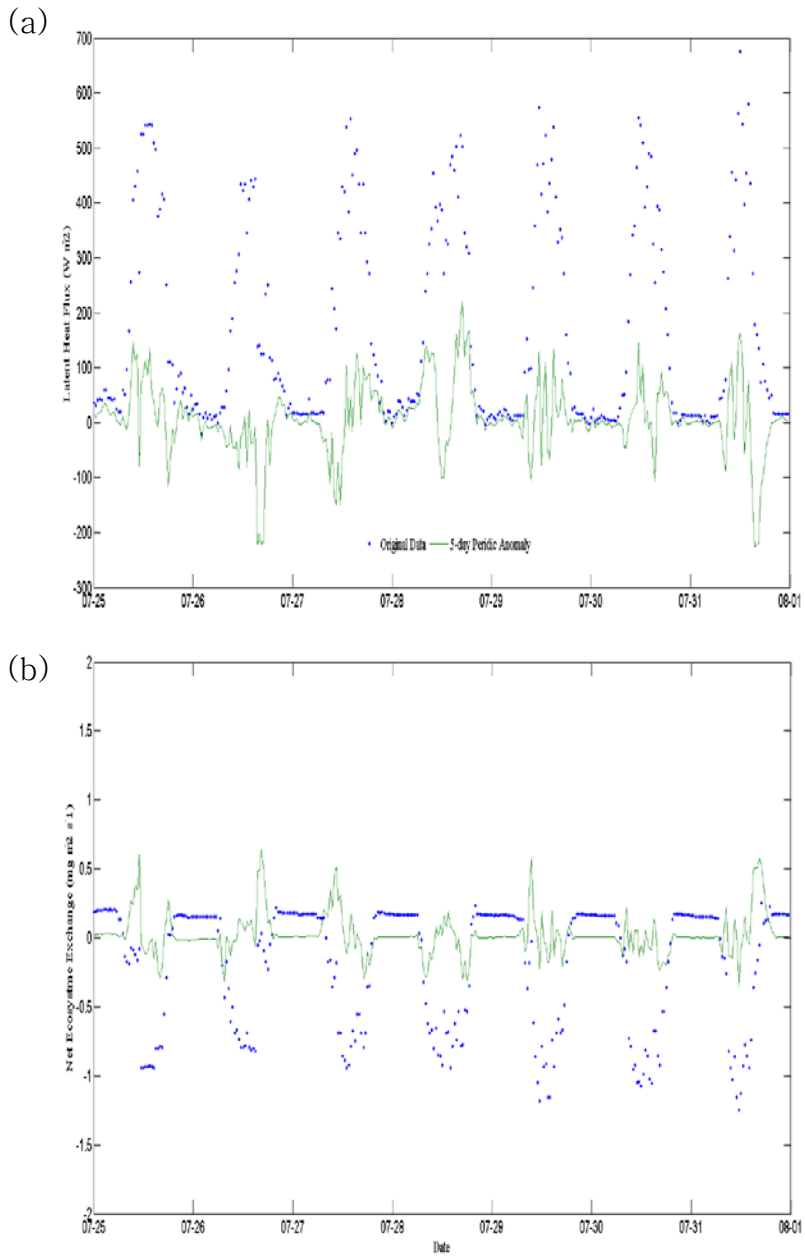 (a)
700
600
500
400
300
200
100
0
-100
-200
-300
Latent Heat Flux (W m2)
Original Data 5-day Peridic Anomaly
07-25 07-26 07-27 07-28 07-29 07-30 07-31 08-01
(b)
2
1.5
1
0.5
0
-0.5
-1
-1.5
-2
Net Ecosystme Exchange (mg m2 s1)
07-25 07-26 07-27 07-28 07-29 07-30 07-31 08-01
Date